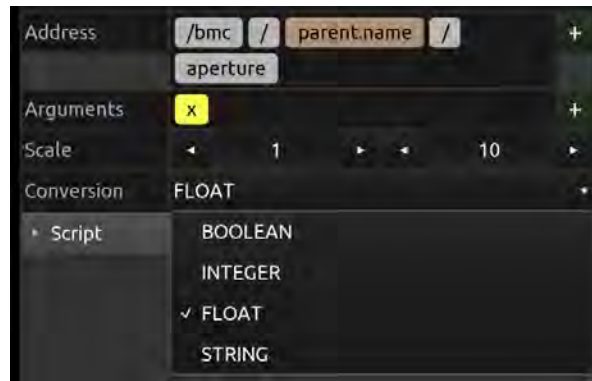 Address /bmc / parent.name / +
aperture
Arguments x +
Scale 1 10
Conversion FLOAT
Script BOOLEAN
INTEGER
✓ FLOAT
STRING